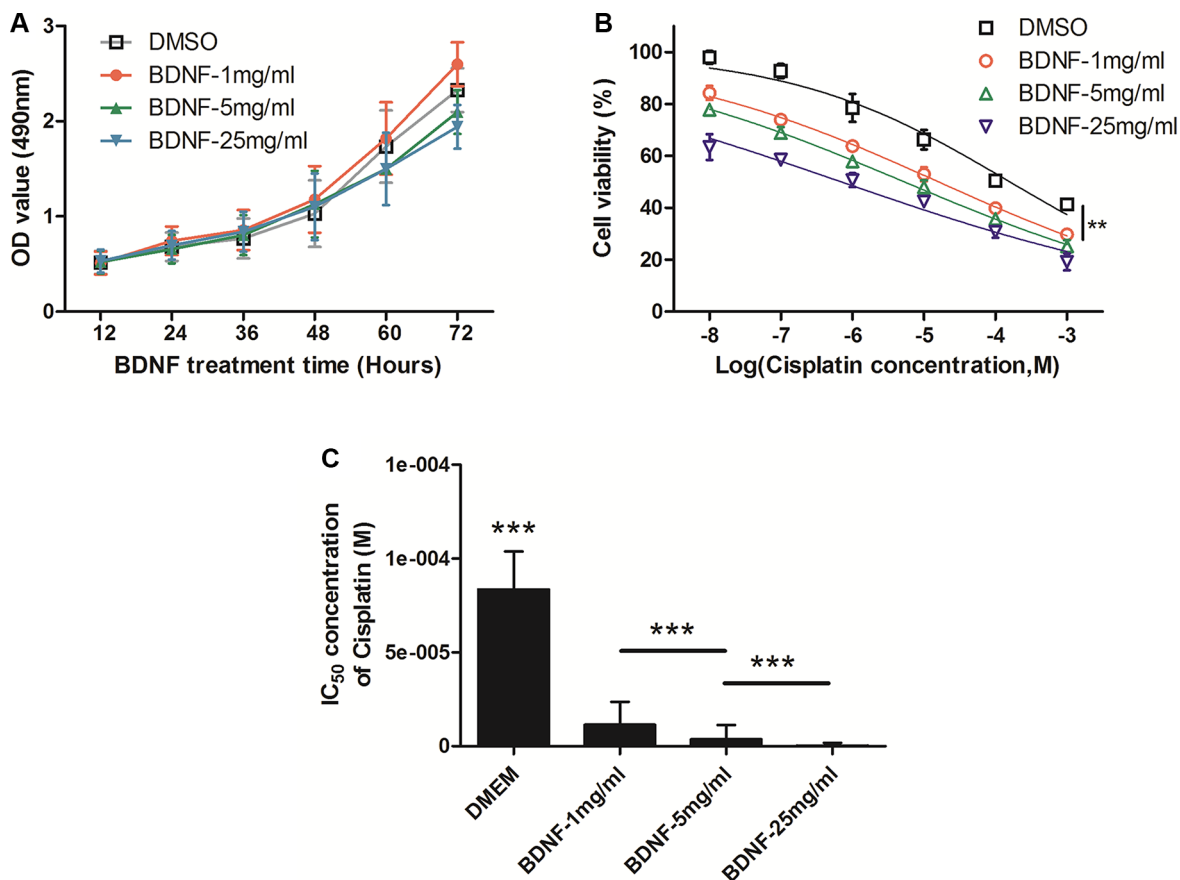 A
3
2
1
0
OD value (490nm)
DMSO
BDNF-1mg/ml
BDNF-5mg/ml
BDNF-25mg/ml
12 24 36 48 60 72
BDNF treatment time (Hours)
B
100
80
60
40
20
0
Cell viability (%)
DMSO
BDNF-1mg/ml
BDNF-5mg/ml
BDNF-25mg/ml
**
-8 -7 -6 -5 -4 -3
Log(Cisplatin concentration,M)
C
1e-004
1e-004
5e-005
0
IC50 concentration
of Cisplatin (M)
***
***
***
DMEM
BDNF-1mg/ml
BDNF-5mg/ml
BDNF-25mg/ml